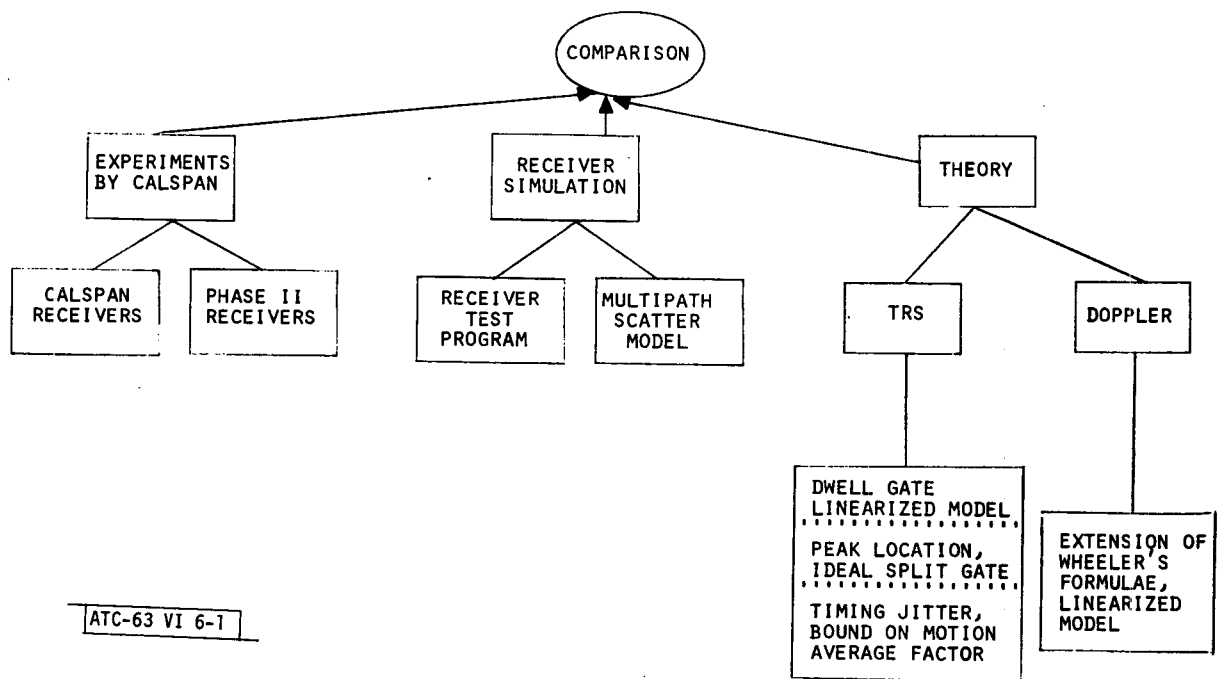 COMPARISON
EXPERIMENTS
BY CALSPAN
RECEIVER
SIMULATION
THEORY
CALSPAN
RECEIVERS
PHASE II
RECEIVERS
RECEIVER
TEST
PROGRAM
MULTIPATH
SCATTER
MODEL
TRS
DOPPLER
DWELL GATE
LINEARIZED MODEL
PEAK LOCATION,
IDEAL SPLIT GATE
TIMING JITTER,
BOUND ON MOTION
AVERAGE FACTOR
EXTENSION OF
WHEELER'S
FORMULAE,
LINEARIZED
MODEL
ATC-63 VI 6-1